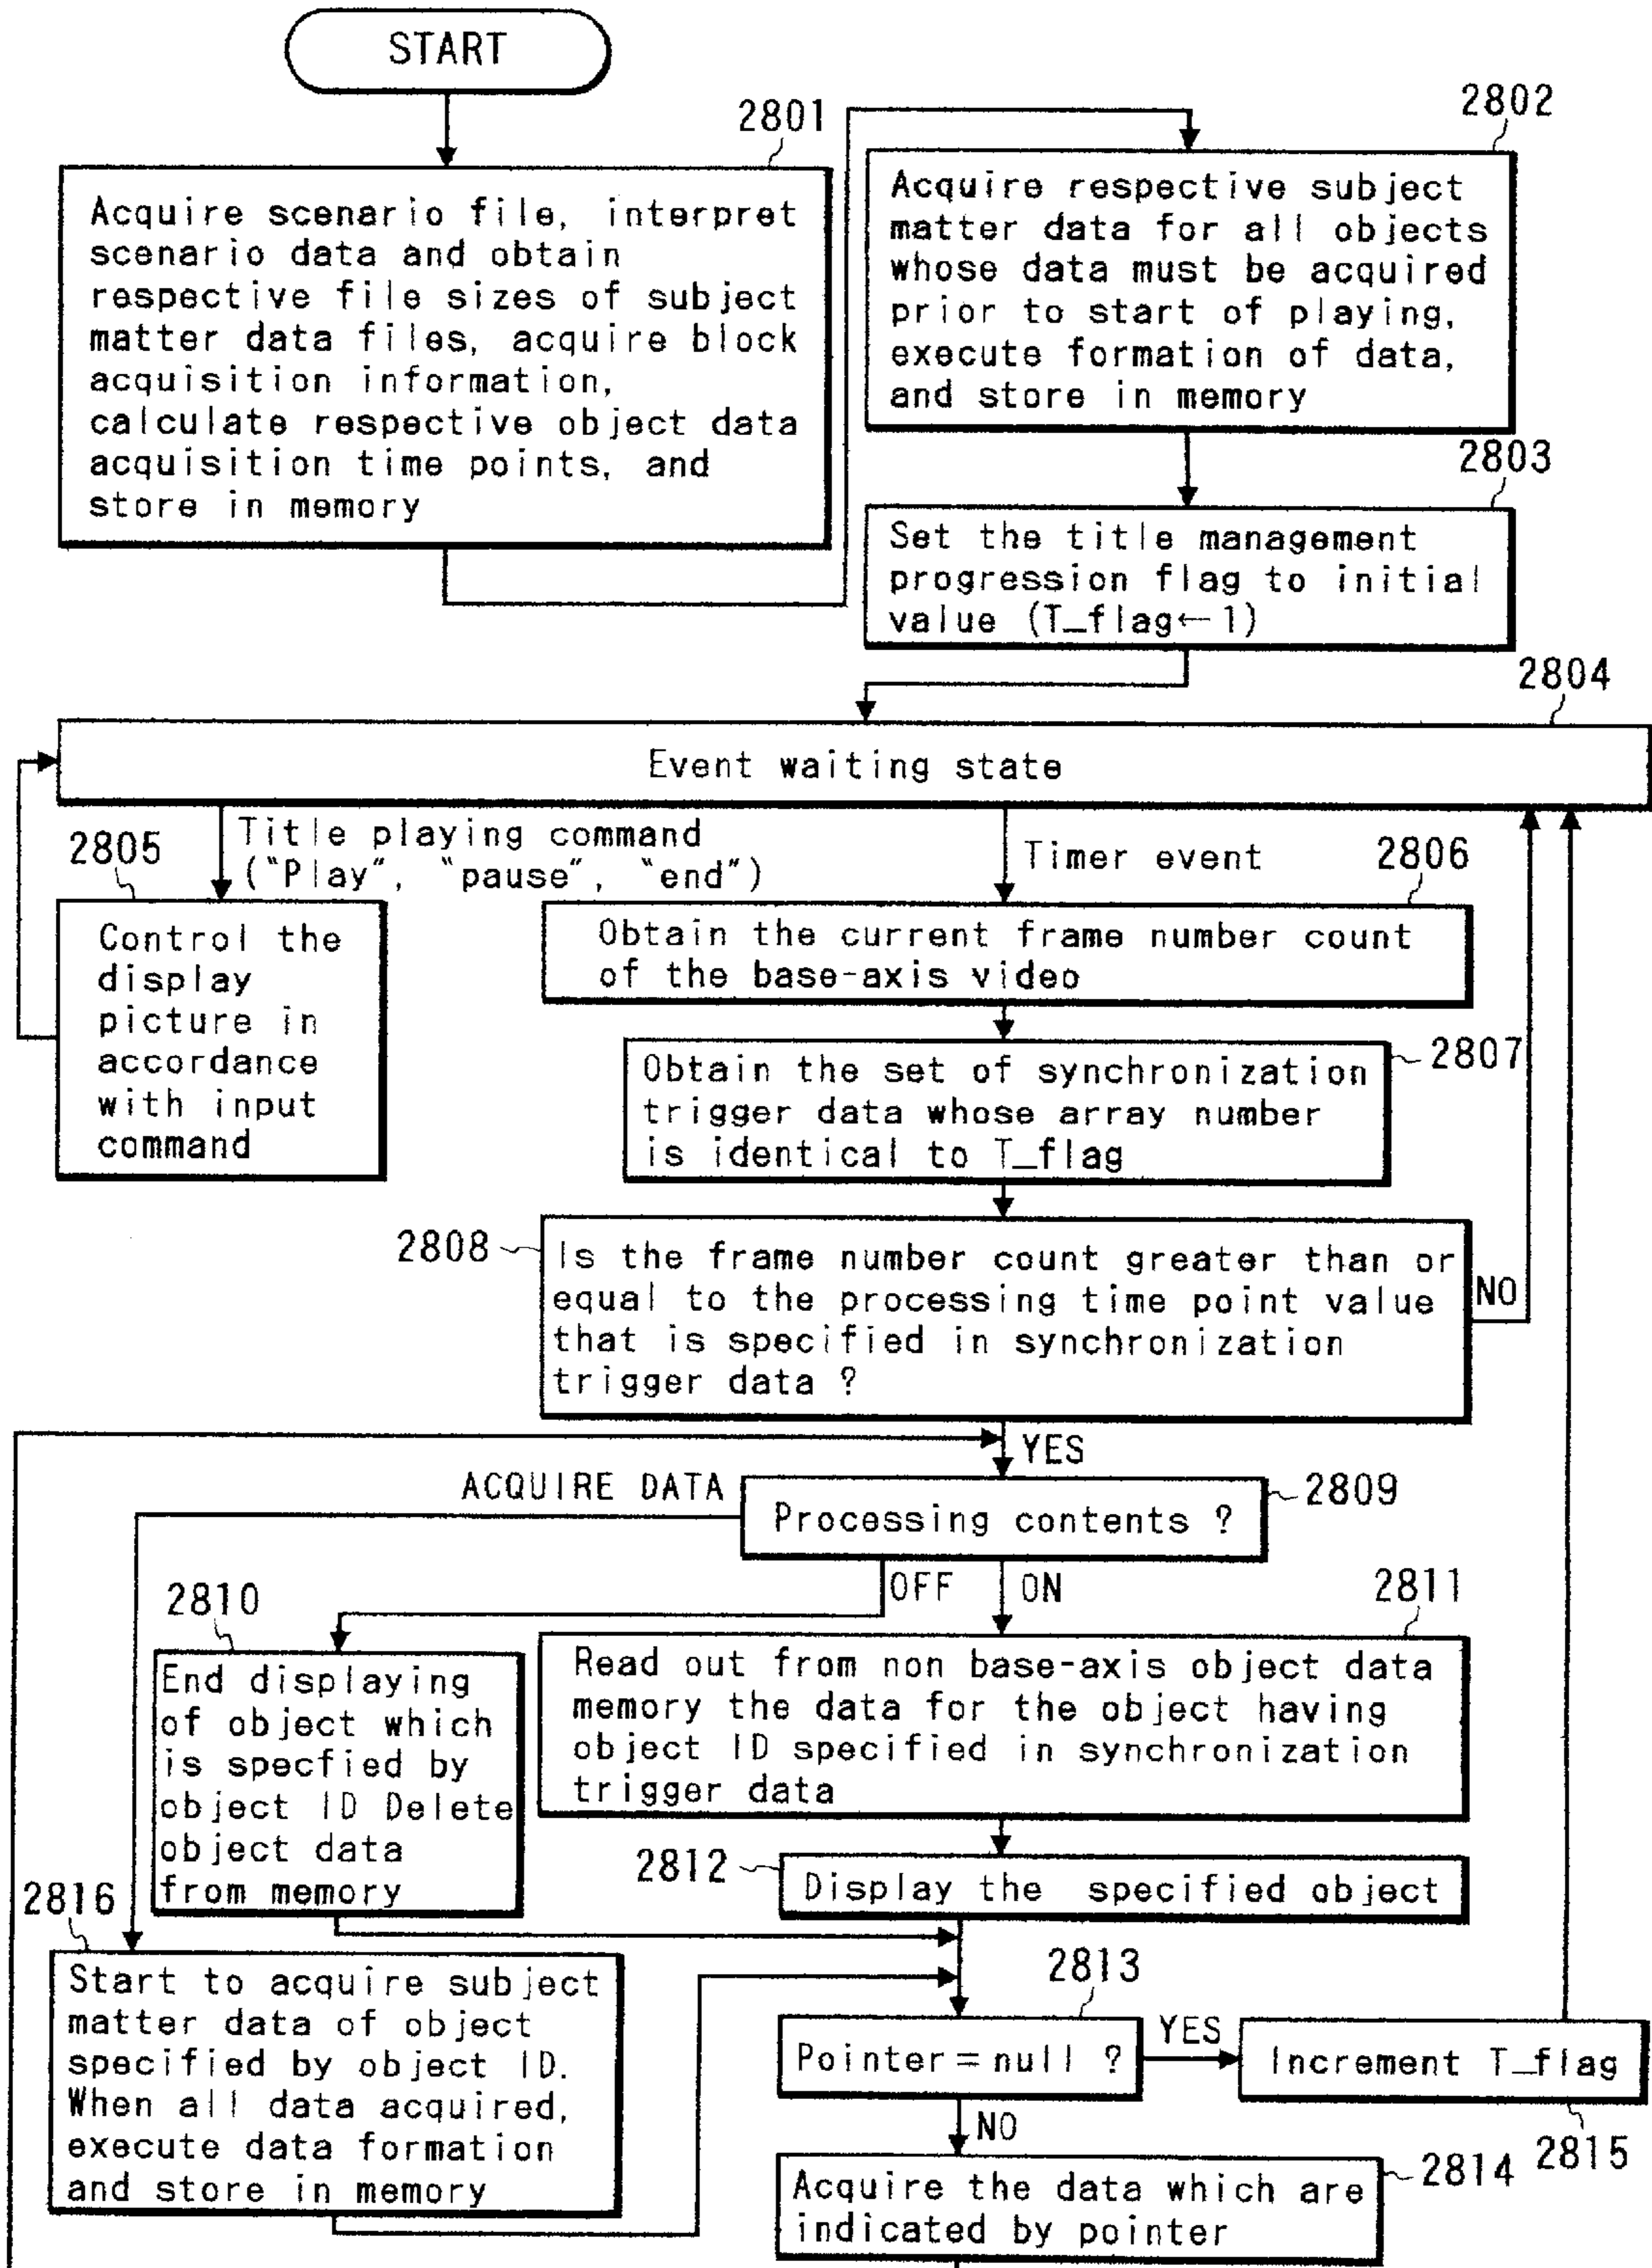 START
2801
Acquire scenario file, interpret
scenario data and obtain
respective file sizes of subject
matter data files, acquire block
acquisition information,
calculate respective object data
acquisition time points, and
store in memory
2802
Acquire respective subject
matter data for all objects
whose data must be acquired
prior to start of playing,
execute formation of data,
and store in memory
2803
Set the title management
progression flag to initial
value (T_flag←1)
2804
Event waiting state
Title playing command
("Play", "pause", "end")
2805
Control the
display
picture in
accordance
with input
command
Timer event
2806
Obtain the current frame number count
of the base-axis video
2807
Obtain the set of synchronization
trigger data whose array number
is identical to T_flag
2808
Is the frame number count greater than or
equal to the processing time point value
that is specified in synchronization
trigger data ?
NO
YES
ACQUIRE DATA
2809
Processing contents ?
OFF
ON
2810
End displaying
of object which
is specfied by
object ID Delete
object data
from memory
2811
Read out from non base-axis object data
memory the data for the object having
object ID specified in synchronization
trigger data
2812
Display the specified object
2816
Start to acquire subject
matter data of object
specified by object ID.
When all data acquired,
execute data formation
and store in memory
2813
Pointer=null ?
YES
Increment T_flag
2815
NO
2814
Acquire the data which are
indicated by pointer